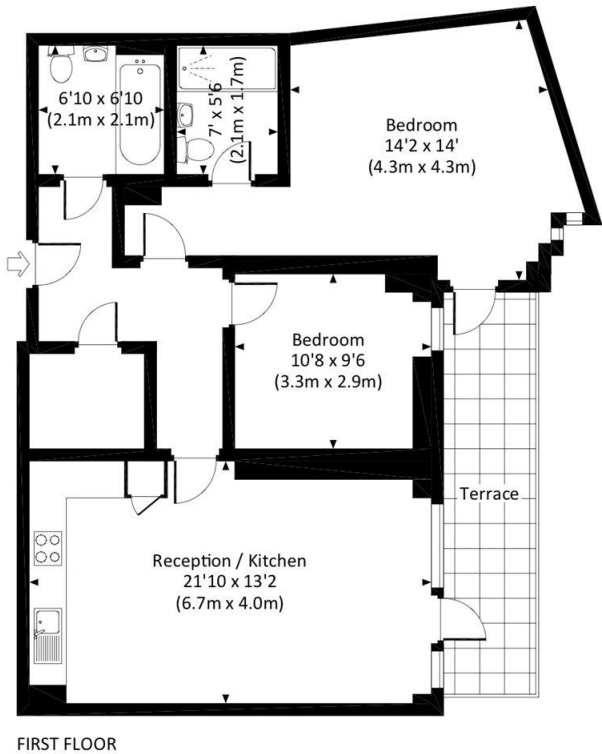 6'10 x 6'10
(2.1m x 2.1m)
7' x 5'6
(2.1m x 1.7m)
Bedroom
14'2 x 14'
(4.3m x 4.3m)
Bedroom
10'8 x 9'6
(3.3m x 2.9m)
Terrace
Reception / Kitchen
21'10 x 13'2
(6.7m x 4.0m)
FIRST FLOOR